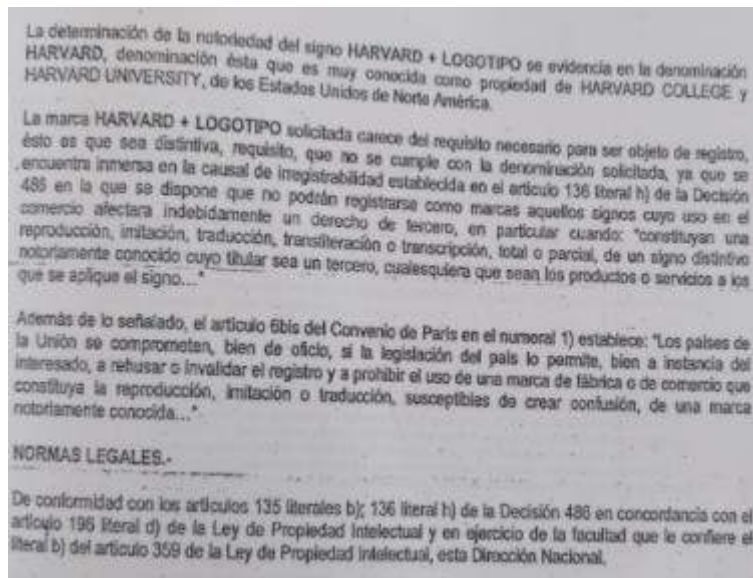 La determinación de la notoriedad del signo HARVARD + LOGOTIPO se evidencia en la denominación
HARVARD, denominación ésta que es muy conocida como propiedad de HARVARD COLLEGE y
HARVARD UNIVERSITY, de los Estados Unidos de Norte América.
La marca HARVARD + LOGOTIPO solicitada carece del requisito necesario para ser objeto de registro,
ésto es que sea distintiva, requisito, que no se cumple con la denominación solicitada, ya que se
encuentra inmersa en la causal de irregistrabilidad establecida en el artículo 136 literal h) de la Decisión
486 en la que se dispone que no podrán registrarse como marcas aquellos signos cuyo uso en el
comercio afectara indebidamente un derecho de tercero, en particular cuando: "constituyan una
reproducción, imitación, traducción, transliteración o transcripción, total o parcial, de un signo distintivo
notoriamente conocido cuyo titular sea un tercero, cualesquiera que sean los productos o servicios a los
que se aplique el signo..."
Además de lo señalado, el artículo 6bis del Convenio de París en el numeral 1) establece: "Los países de
la Unión se comprometen, bien de oficio, si la legislación del país lo permite, bien a instancia del
interesado, a rehusar o invalidar el registro y a prohibir el uso de una marca de fábrica o de comercio que
constituya la reproducción, imitación o traducción, susceptibles de crear confusión, de una marca
notoriamente conocida...".
NORMAS LEGALES.-
De conformidad con los artículos 135 literales b); 136 literal h) de la Decisión 486 en concordancia con el
artículo 196 literal d) de la Ley de Propiedad Intelectual y en ejercicio de la facultad que le confiere el
literal b) del artículo 359 de la Ley de Propiedad Intelectual, esta Dirección Nacional,